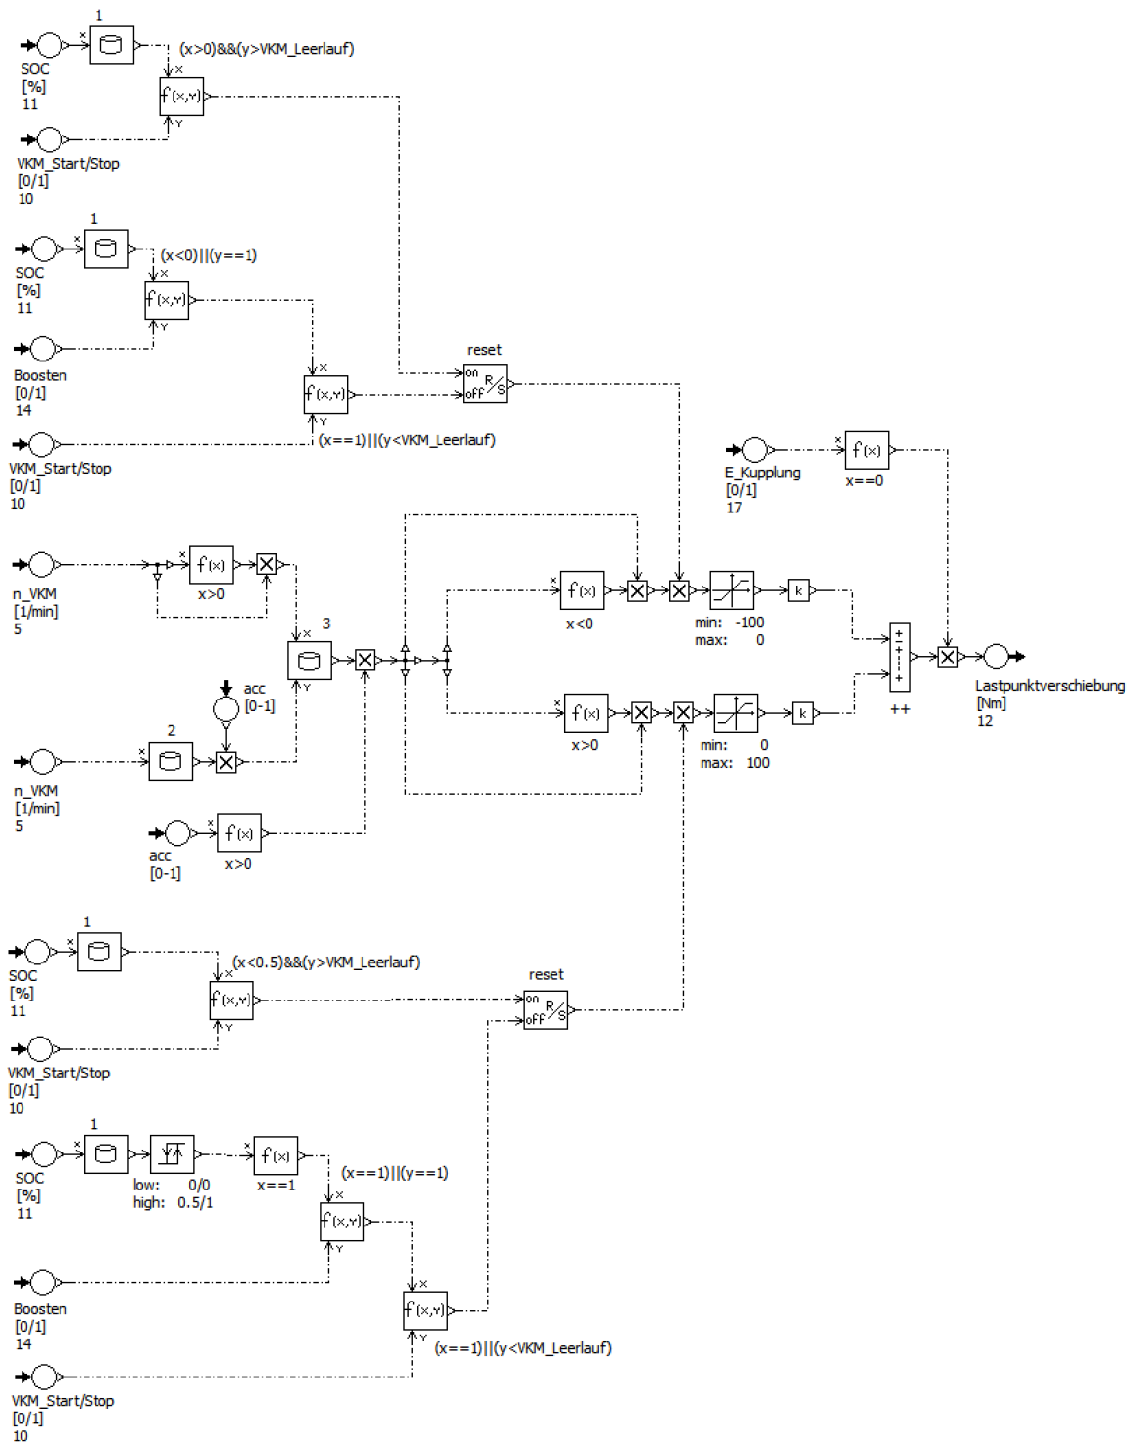 1
x
(x>0)&&(y>VKM_Leerlauf)
SOC
[%]
11
X
f(x,Y)
Y
VKM_Start/Stop
[0/1]
10
1
x
(x<0)||(y==1)
SOC
[%]
11
X
f(x,Y)
Y
Boosten
[0/1]
14
reset
on
R/S
off
X
f(x,Y)
Y
(x==1)||(y<VKM_Leerlauf)
VKM_Start/Stop
[0/1]
10
x
f(x)
x==0
E_Kupplung
[0/1]
17
n_VKM
[1/min]
5
x
f(x)
x>0
X
3
Y
x
f(x)
x<0
min: -100
max: 0
k
+
+
+
++
Lastpunktverschiebung
[Nm]
12
acc
[0-1]
x
f(x)
x>0
min: 0
max: 100
k
2
x
n_VKM
[1/min]
5
x
f(x)
x>0
acc
[0-1]
1
x
SOC
[%]
11
(x<0.5)&&(y>VKM_Leerlauf)
X
f(x,Y)
Y
reset
on
R/S
off
VKM_Start/Stop
[0/1]
10
1
x
SOC
[%]
11
low: 0/0
high: 0.5/1
x
f(x)
x==1
(x==1)||(y==1)
X
f(x,Y)
Y
Boosten
[0/1]
14
X
f(x,Y)
Y
(x==1)||(y<VKM_Leerlauf)
VKM_Start/Stop
[0/1]
10